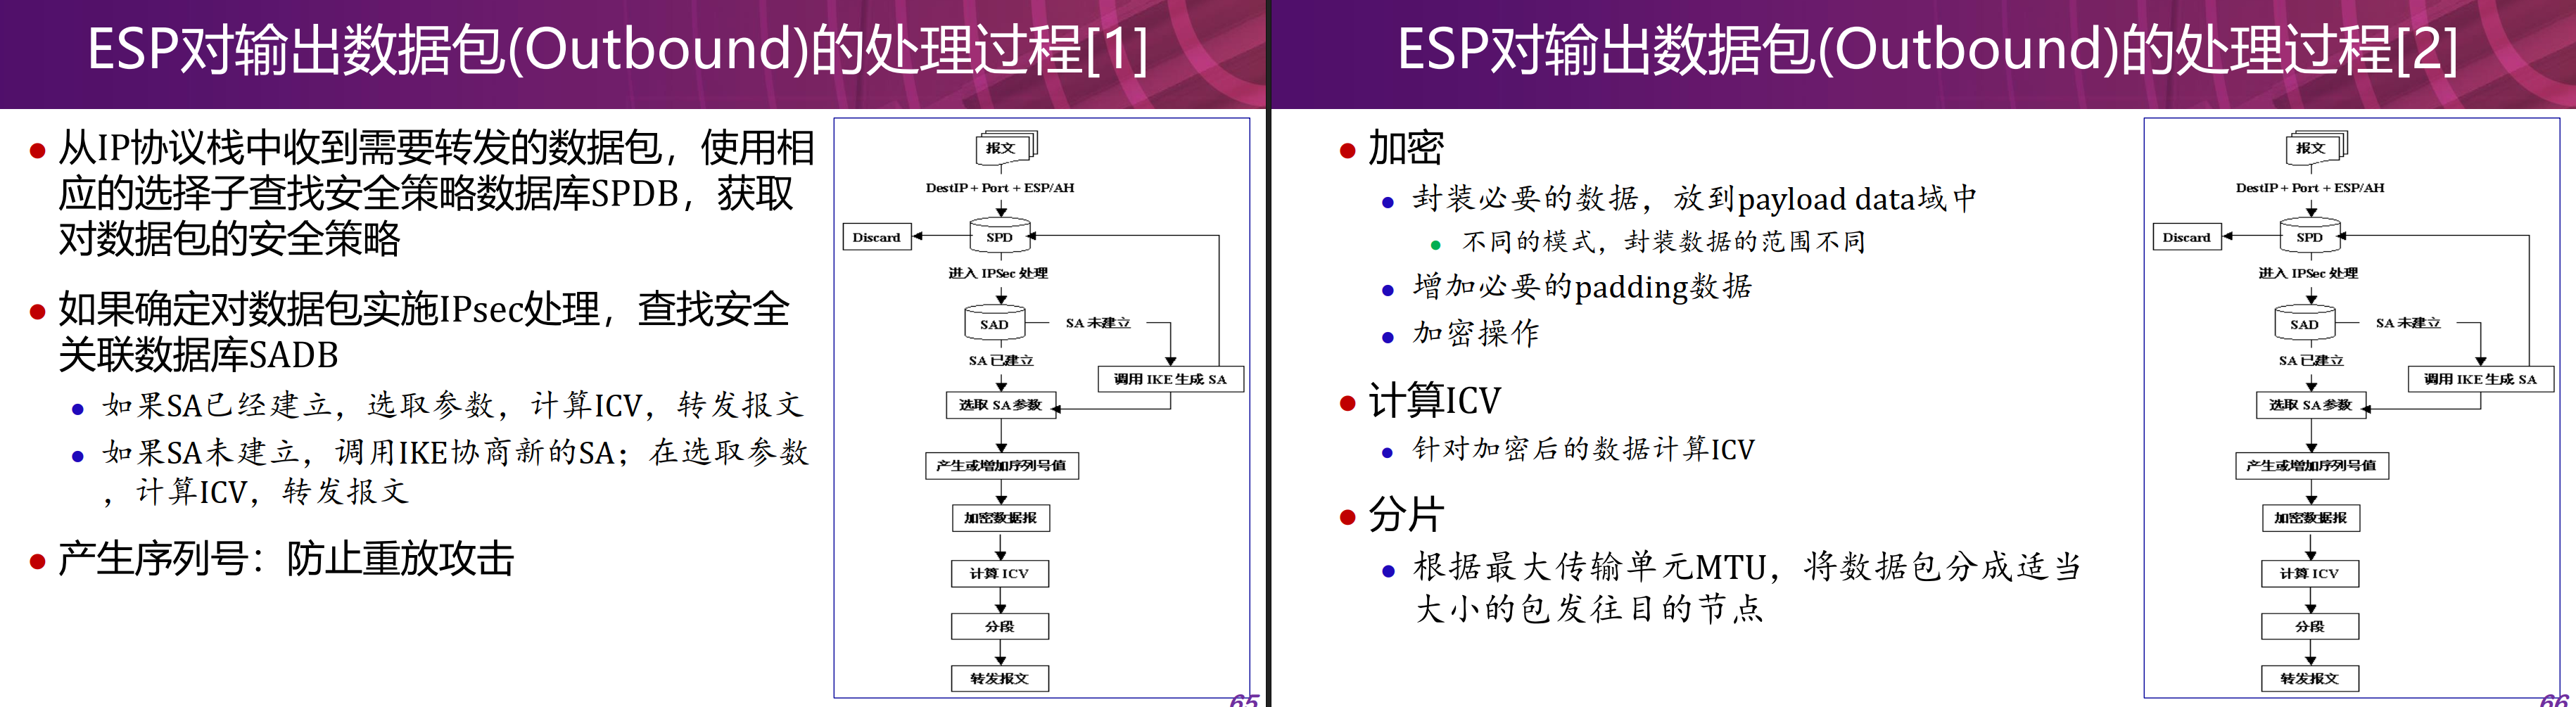 ESP对输出数据包(Outbound)的处理过程[1]
从IP协议栈中收到需要转发的数据包，使用相
应的选择子查找安全策略数据库SPDB，获取
对数据包的安全策略
如果确定对数据包实施IPsec处理，查找安全
关联数据库SADB
如果SA已经建立，选取参数，计算ICV，转发报文
如果SA未建立，调用IKE协商新的SA；在选取参数
，计算ICV，转发报文
产生序列号：防止重放攻击
报文
DestIP + Port + ESP/AH
Discard
SPD
进入 IPSec 处理
SAD
SA 未建立
SA 已建立
调用 IKE 生成 SA
选取 SA 参数
产生或增加序列号值
加密数据报
计算 ICV
分段
转发报文
65
ESP对输出数据包(Outbound)的处理过程[2]
加密
封装必要的数据，放到payload data域中
不同的模式，封装数据的范围不同
增加必要的padding数据
加密操作
计算ICV
针对加密后的数据计算ICV
分片
根据最大传输单元MTU，将数据包分成适当
大小的包发往目的节点
报文
DestIP + Port + ESP/AH
Discard
SPD
进入 IPSec 处理
SAD
SA 未建立
SA 已建立
调用 IKE 生成 SA
选取 SA 参数
产生或增加序列号值
加密数据报
计算 ICV
分段
转发报文
66